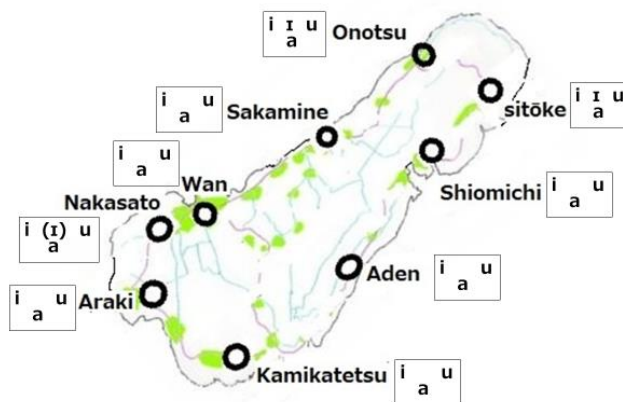 i ɪ u
a
Onotsu
i u
a
Sakamine
sitōke
i ɪ u
a
i u
a
Wan
Shiomichi
i u
a
Nakasato
i (ɪ) u
a
Aden
i u
a
i u
a
Araki
Kamikatetsu
i u
a